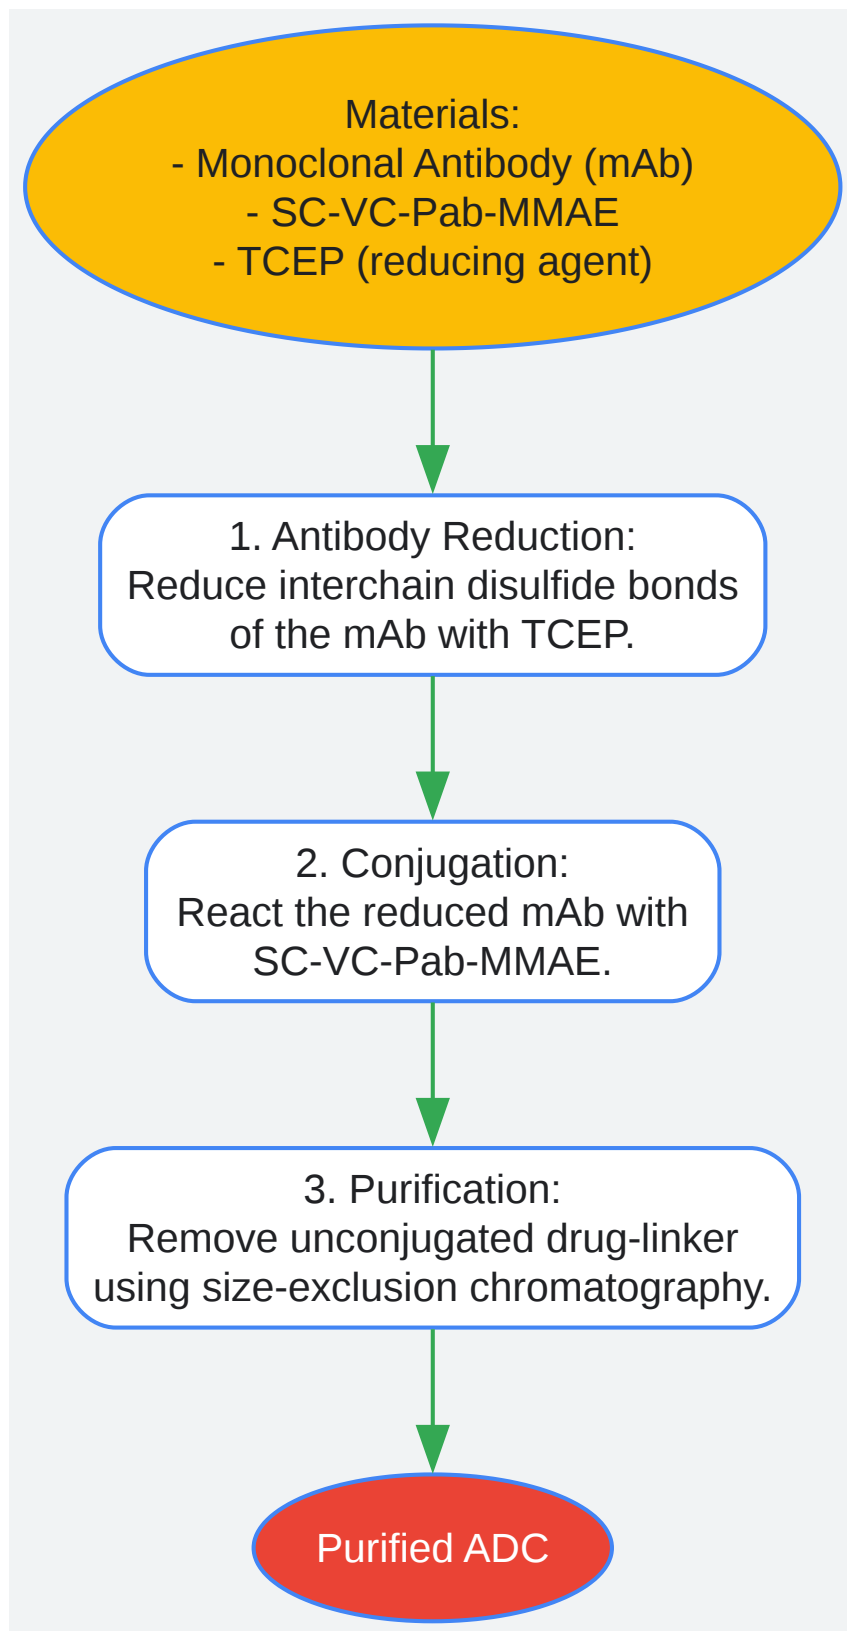 Materials:
- Monoclonal Antibody (mAb)
- SC-VC-Pab-MMAE
- TCEP (reducing agent)
1. Antibody Reduction:
Reduce interchain disulfide bonds
of the mAb with TCEP.
2. Conjugation:
React the reduced mAb with
SC-VC-Pab-MMAE.
3. Purification:
Remove unconjugated drug-linker
using size-exclusion chromatography.
Purified ADC